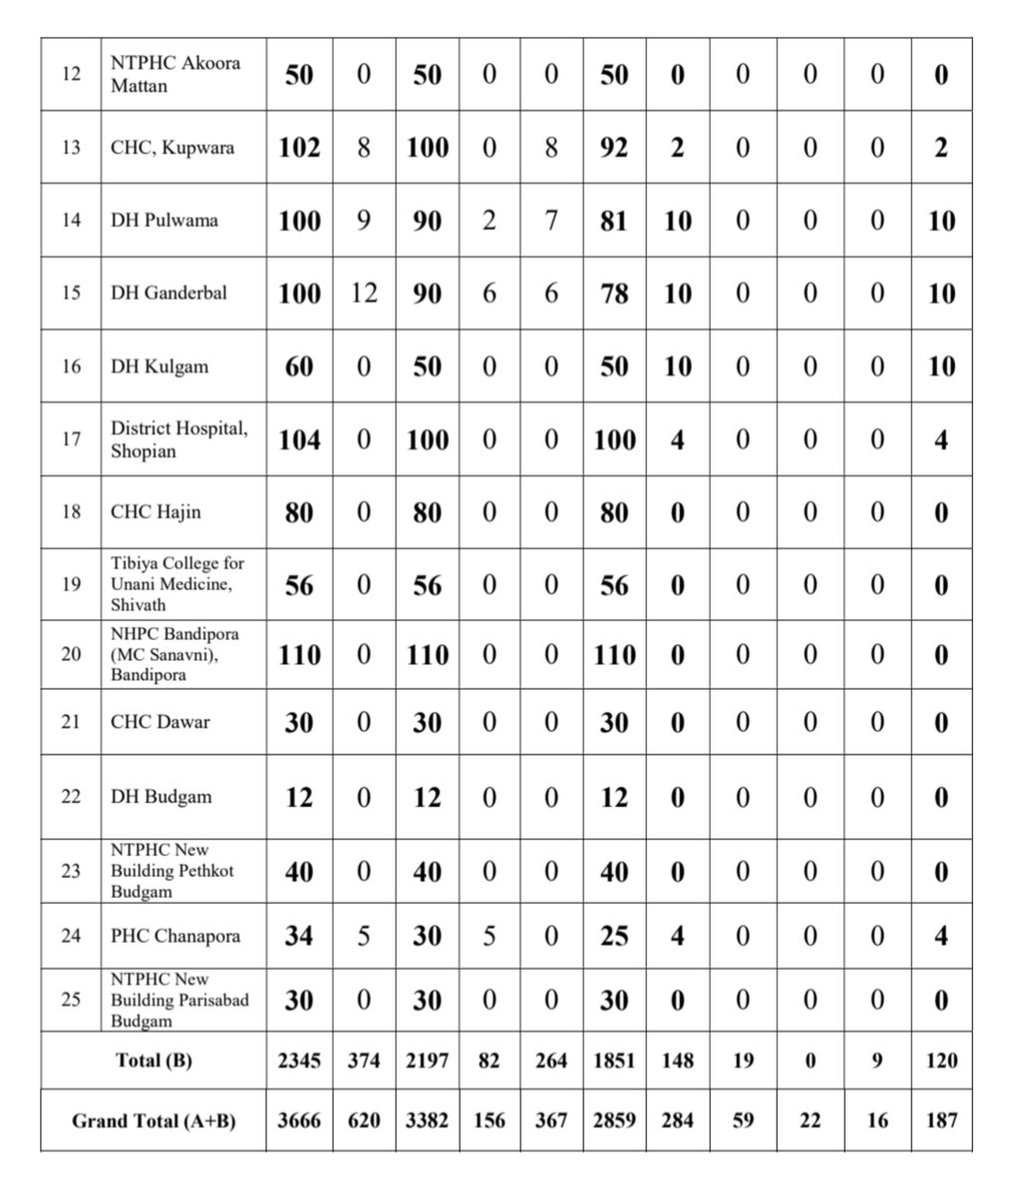 12 NTPHC Akoora Mattan 50 0 50 0 0 50 0 0 0 0 0
13 CHC, Kupwara 102 8 100 0 8 92 2 0 0 0 2
14 DH Pulwama 100 9 90 2 7 81 10 0 0 0 10
15 DH Ganderbal 100 12 90 6 6 78 10 0 0 0 10
16 DH Kulgam 60 0 50 0 0 50 10 0 0 0 10
17 District Hospital, Shopian 104 0 100 0 0 100 4 0 0 0 4
18 CHC Hajin 80 0 80 0 0 80 0 0 0 0 0
19 Tibiya College for Unani Medicine, Shivath 56 0 56 0 0 56 0 0 0 0 0
20 NHPC Bandipora (MC Sanavni), Bandipora 110 0 110 0 0 110 0 0 0 0 0
21 CHC Dawar 30 0 30 0 0 30 0 0 0 0 0
22 DH Budgam 12 0 12 0 0 12 0 0 0 0 0
23 NTPHC New Building Pethkot Budgam 40 0 40 0 0 40 0 0 0 0 0
24 PHC Chanapora 34 5 30 5 0 25 4 0 0 0 4
25 NTPHC New Building Parisabad Budgam 30 0 30 0 0 30 0 0 0 0 0
Total (B) 2345 374 2197 82 264 1851 148 19 0 9 120
Grand Total (A+B) 3666 620 3382 156 367 2859 284 59 22 16 187